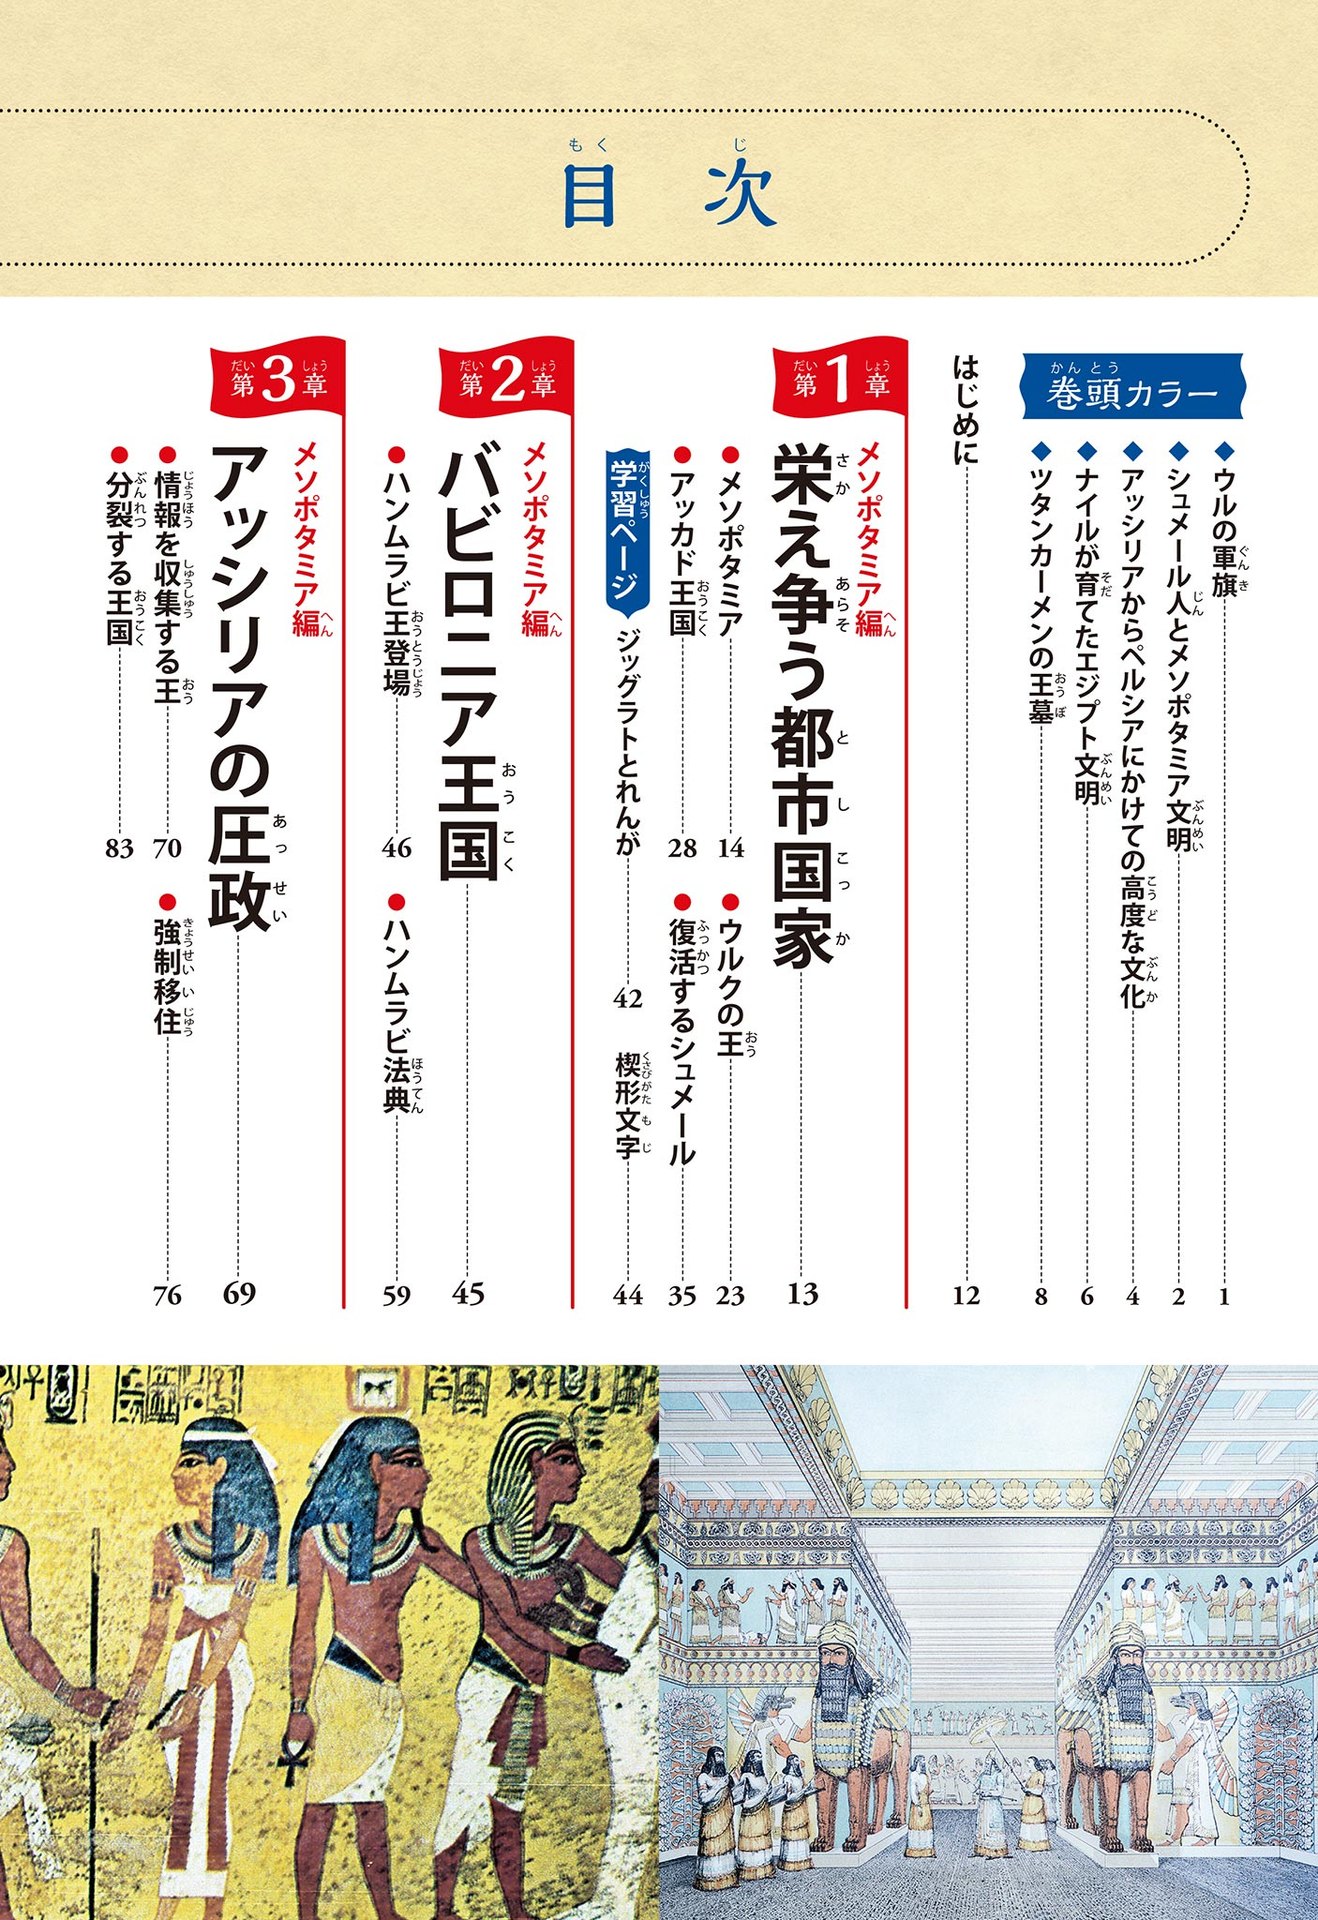 目次
巻頭カラー
◆ウルの軍旗 1
◆シュメール人とメソポタミア文明 2
◆アッシリアからペルシアにかけての高度な文化 4
◆ナイルが育てたエジプト文明 6
◆ツタンカーメンの王墓 8
はじめに 12
第1章
メソポタミア編
栄え争う都市国家 13
●メソポタミア 14
●ウルクの王 23
●アッカド王国 28
●復活するシュメール 35
学習ページ
ジッグラトとれんが 42
楔形文字 44
第2章
メソポタミア編
バビロニア王国 45
●ハンムラビ王登場 46
●ハンムラビ法典 59
第3章
メソポタミア編
アッシリアの圧政 69
●情報を収集する王 70
●強制移住 76
●分裂する王国 83